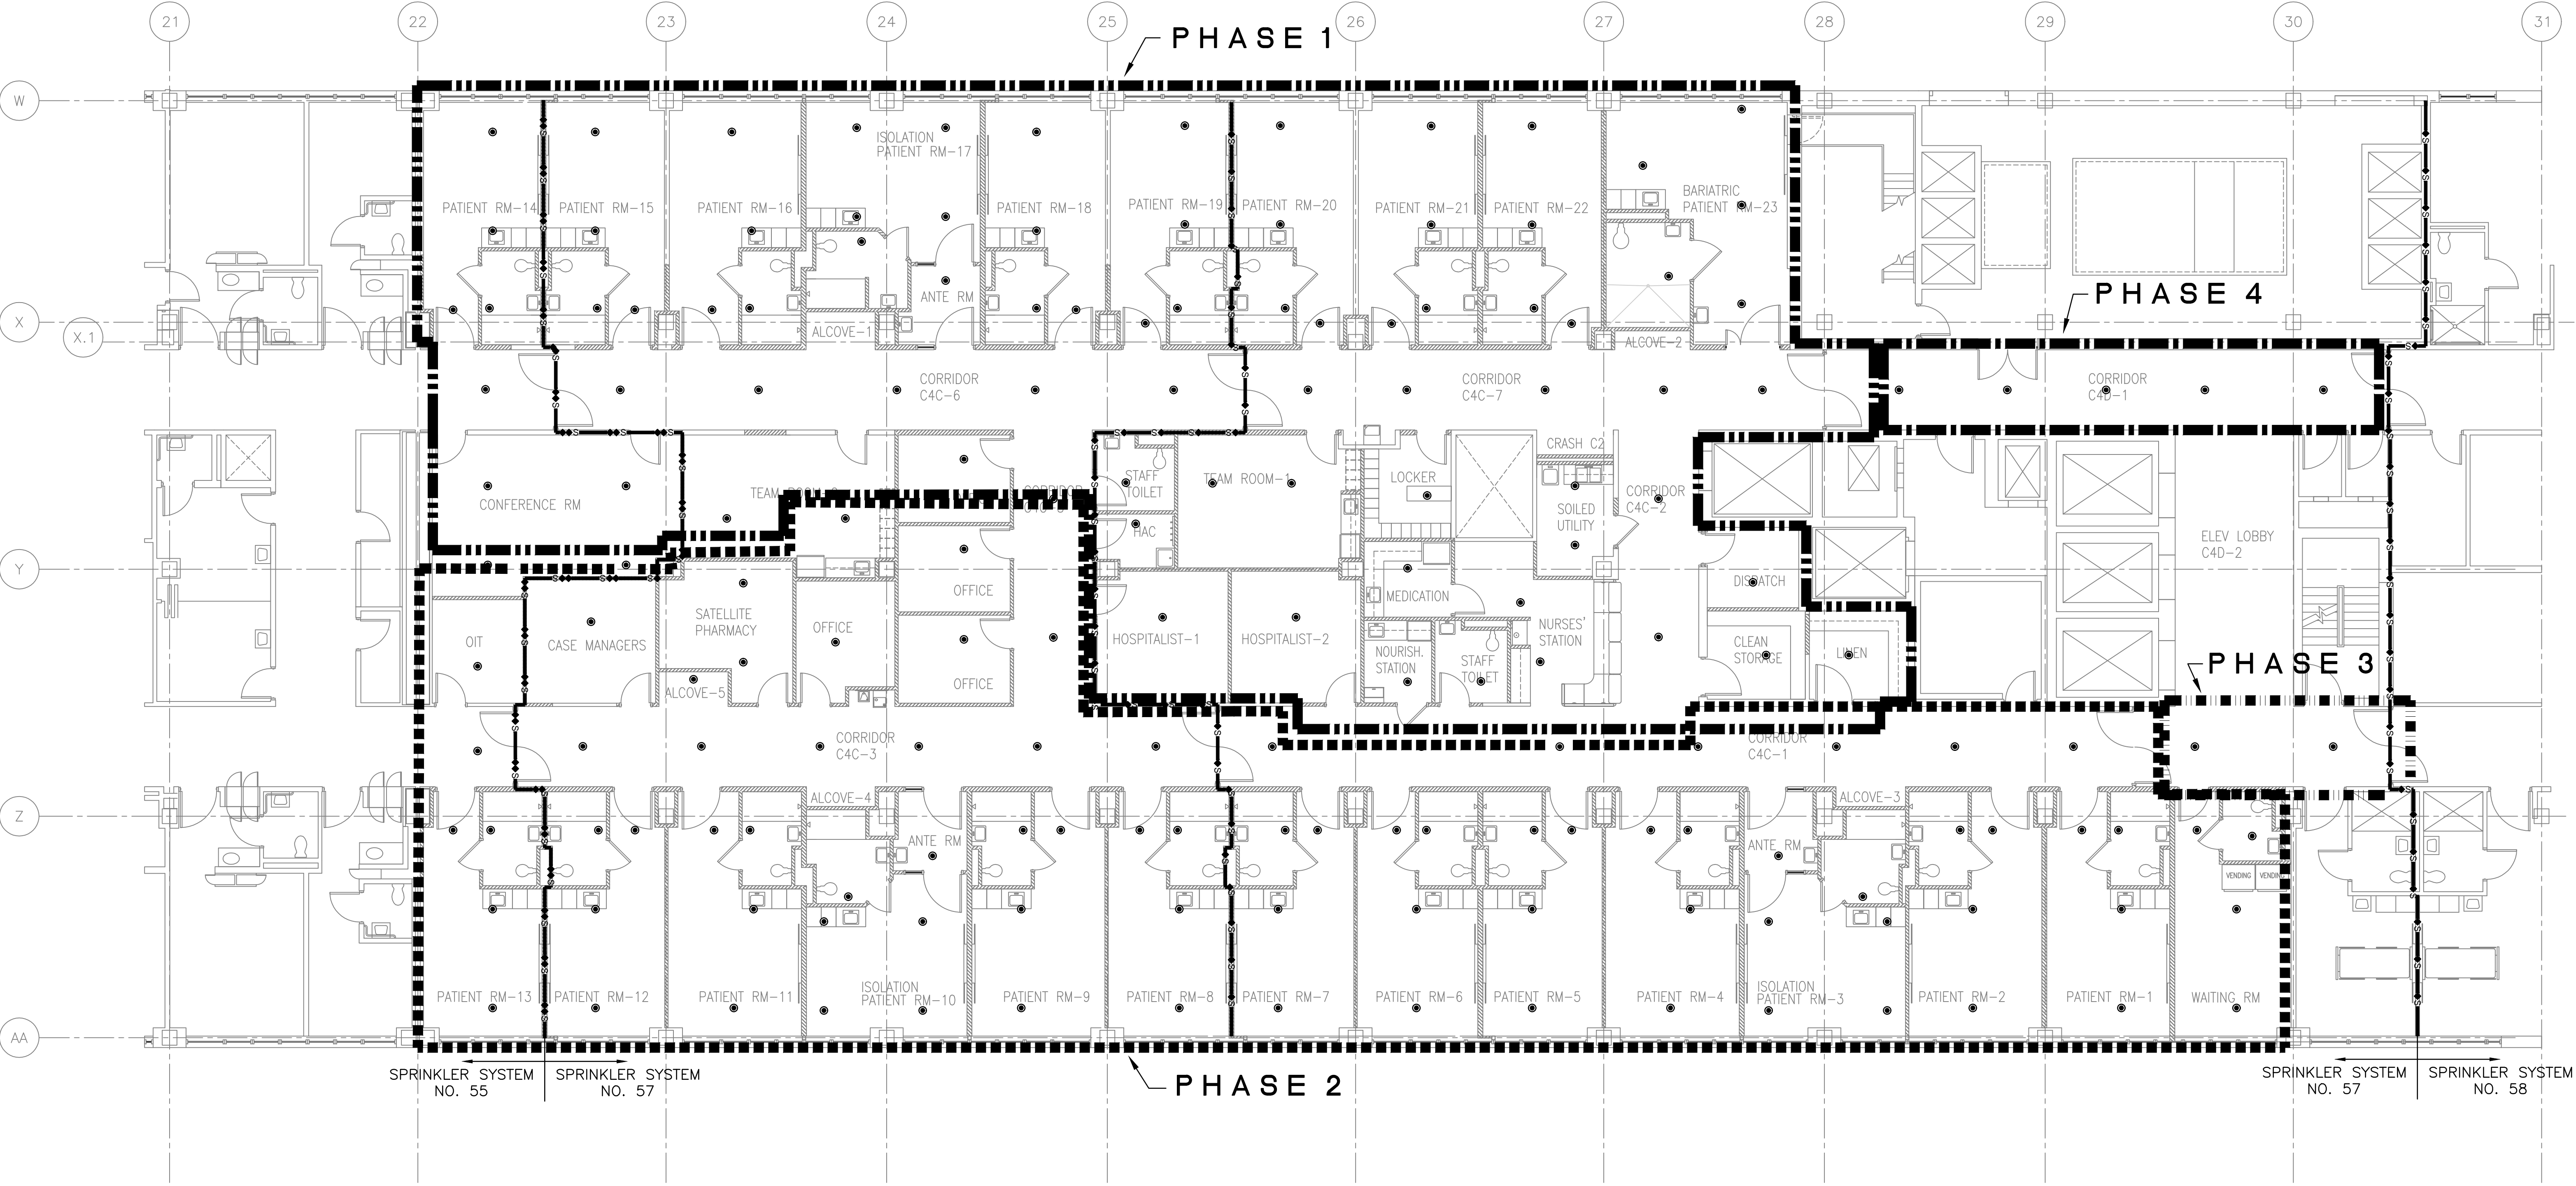 21
22
23
24
25
26
27
28
29
30
31
PHASE 1
W
ISOLATION
PATIENT RM-17
BARIATRIC
PATIENT RM-23
PATIENT RM-14
PATIENT RM-15
PATIENT RM-16
PATIENT RM-18
PATIENT RM-19
PATIENT RM-20
PATIENT RM-21
PATIENT RM-22
ANTE RM
PHASE 4
X
X.1
ALCOVE-1
ALCOVE-2
CORRIDOR
C4C-6
CORRIDOR
C4C-7
CORRIDOR
C4D-1
CRASH C2
STAFF
TOILET
TEAM ROOM-1
LOCKER
CONFERENCE RM
CORRIDOR
C4C-2
SOILED
UTILITY
HAC
ELEV LOBBY
C4D-2
Y
DISPATCH
OFFICE
MEDICATION
SATELLITE
PHARMACY
OFFICE
OIT
CASE MANAGERS
HOSPITALIST-1
HOSPITALIST-2
NURSES'
STATION
CLEAN
STORAGE
LINEN
NOURISH.
STATION
STAFF
TOILET
PHASE 3
OFFICE
ALCOVE-5
CORRIDOR
C4C-3
CORRIDOR
C4C-1
ALCOVE-4
ALCOVE-3
Z
ANTE RM
ANTE RM
VENDING
VENDING
PATIENT RM-13
PATIENT RM-12
PATIENT RM-11
ISOLATION
PATIENT RM-10
PATIENT RM-9
PATIENT RM-8
PATIENT RM-7
PATIENT RM-6
PATIENT RM-5
PATIENT RM-4
ISOLATION
PATIENT RM-3
PATIENT RM-2
PATIENT RM-1
WAITING RM
AA
SPRINKLER SYSTEM
NO. 55
SPRINKLER SYSTEM
NO. 57
PHASE 2
SPRINKLER SYSTEM
NO. 57
SPRINKLER SYSTEM
NO. 58